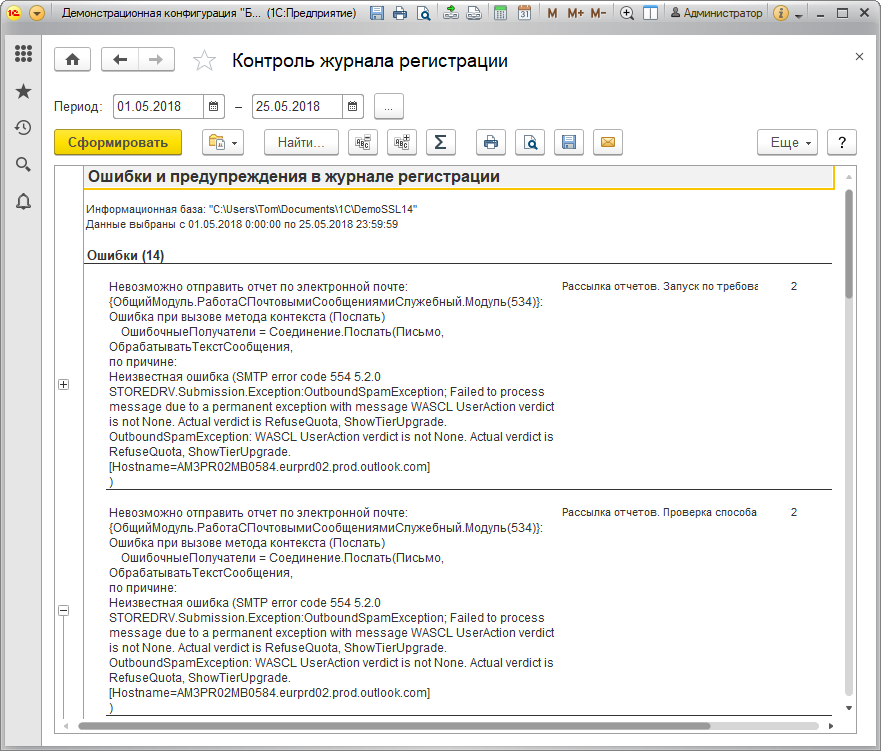 Демонстрационная конфигурация "Б... (1С:Предприятие)
M M+ M- Администратор
Контроль журнала регистрации
Период: 01.05.2018 – 25.05.2018 ...
Сформировать Найти... Σ Еще ?
Ошибки и предупреждения в журнале регистрации
Информационная база: "C:\Users\Tom\Documents\1C\DemoSSL14"
Данные выбраны с 01.05.2018 0:00:00 по 25.05.2018 23:59:59
Ошибки (14)
Невозможно отправить отчет по электронной почте: Рассылка отчетов. Запуск по требова 2
{ОбщийМодуль.РаботаСПочтовымиСообщениямиСлужебный.Модуль(534)}:
Ошибка при вызове метода контекста (Послать)
ОшибочныеПолучатели = Соединение.Послать(Письмо,
ОбрабатыватьТекстСообщения,
по причине:
Неизвестная ошибка (SMTP error code 554 5.2.0
STOREDRV.Submission.Exception:OutboundSpamException; Failed to process
message due to a permanent exception with message WASCL UserAction verdict
is not None. Actual verdict is RefuseQuota, ShowTierUpgrade.
OutboundSpamException: WASCL UserAction verdict is not None. Actual verdict is
RefuseQuota, ShowTierUpgrade.
[Hostname=AM3PR02MB0584.eurprd02.prod.outlook.com]
)
Невозможно отправить отчет по электронной почте: Рассылка отчетов. Проверка способа 2
{ОбщийМодуль.РаботаСПочтовымиСообщениямиСлужебный.Модуль(534)}:
Ошибка при вызове метода контекста (Послать)
ОшибочныеПолучатели = Соединение.Послать(Письмо,
ОбрабатыватьТекстСообщения,
по причине:
Неизвестная ошибка (SMTP error code 554 5.2.0
STOREDRV.Submission.Exception:OutboundSpamException; Failed to process
message due to a permanent exception with message WASCL UserAction verdict
is not None. Actual verdict is RefuseQuota, ShowTierUpgrade.
OutboundSpamException: WASCL UserAction verdict is not None. Actual verdict is
RefuseQuota, ShowTierUpgrade.
[Hostname=AM3PR02MB0584.eurprd02.prod.outlook.com]
)